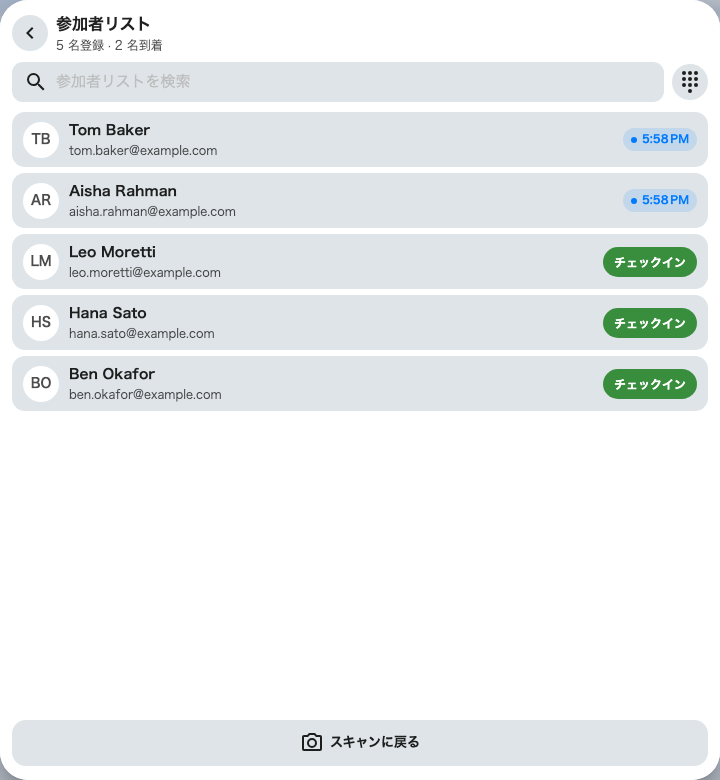 参加者リスト
5 名登録 · 2 名到着
参加者リストを検索
TB
Tom Baker
tom.baker@example.com
5:58 PM
AR
Aisha Rahman
aisha.rahman@example.com
5:58 PM
LM
Leo Moretti
leo.moretti@example.com
チェックイン
HS
Hana Sato
hana.sato@example.com
チェックイン
BO
Ben Okafor
ben.okafor@example.com
チェックイン
スキャンに戻る